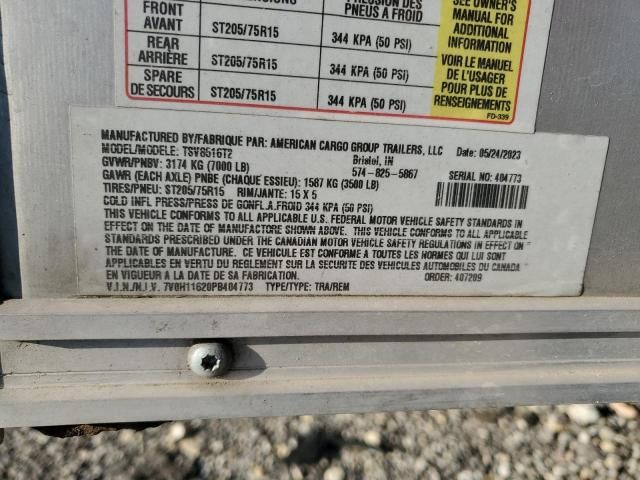 PNEUS A FROID
FRONT
AVANT ST205/75R15 344 KPA (50 PSI)
REAR
ARRIÈRE ST205/75R15 344 KPA (50 PSI)
SPARE
DE SECOURS ST205/75R15 344 KPA (50 PSI)
SEE OWNER'S
MANUAL FOR
ADDITIONAL
INFORMATION
VOIR LE MANUEL
DE L'USAGER
POUR PLUS DE
RENSEIGNEMENTS
FD-339
MANUFACTURED BY/FABRIQUE PAR: AMERICAN CARGO GROUP TRAILERS, LLC Date: 05/24/2023
MODEL/MODELE: TSV8516T2 Bristol, IN
GVWR/PNBV: 3174 KG (7000 LB) 574-825-5867 SERIAL NO: 404773
GAWR (EACH AXLE) PNBE (CHAQUE ESSIEU): 1587 KG (3500 LB)
TIRES/PNEU: ST205/75R15 RIM/JANTE: 15 X 5
COLD INFL PRESS/PRESS DE GONFL.A.FROID 344 KPA (50 PSI)
THIS VEHICLE CONFORMS TO ALL APPLICABLE U.S. FEDERAL MOTOR VEHICLE SAFETY STANDARDS IN
EFFECT ON THE DATE OF MANUFACTURE SHOWN ABOVE. THIS VEHICLE CONFORMS TO ALL APPLICABLE
STANDARDS PRESCRIBED UNDER THE CANADIAN MOTOR VEHICLE SAFETY REGULATIONS IN EFFECT ON
THE DATE OF MANUFACTURE. CE VEHICULE EST CONFORME A TOUTES LES NORMES QUI LUI SONT
APPLICABLES EN VERTU DU REGLEMENT SUR LA SECURITE DES VEHICULES AUTOMOBILES DU CANADA
EN VIGUEUR A LA DATE DE SA FABRICATION. ORDER: 407209
V.I.N./N.I.V. 7V0H11620PB404773 TYPE/TYPE: TRA/REM